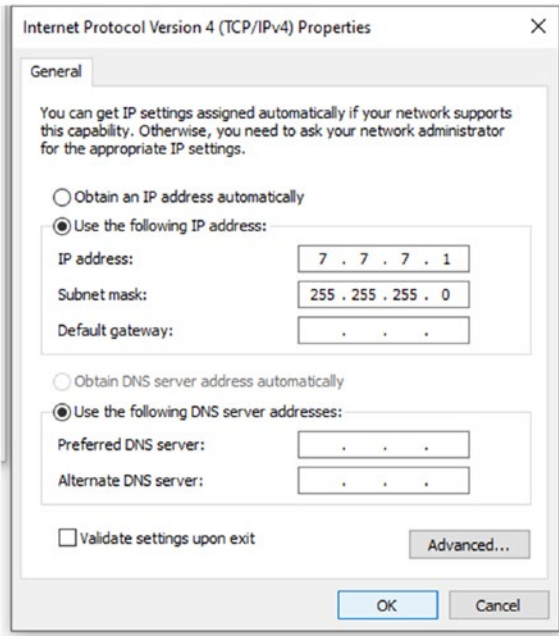 Internet Protocol Version 4 (TCP/IPv4) Properties
General
You can get IP settings assigned automatically if your network supports
this capability. Otherwise, you need to ask your network administrator
for the appropriate IP settings.
Obtain an IP address automatically
Use the following IP address:
IP address: 7 . 7 . 7 . 1
Subnet mask: 255 . 255 . 255 . 0
Default gateway: . . .
Obtain DNS server address automatically
Use the following DNS server addresses:
Preferred DNS server: . . .
Alternate DNS server: . . .
Validate settings upon exit Advanced...
OK Cancel